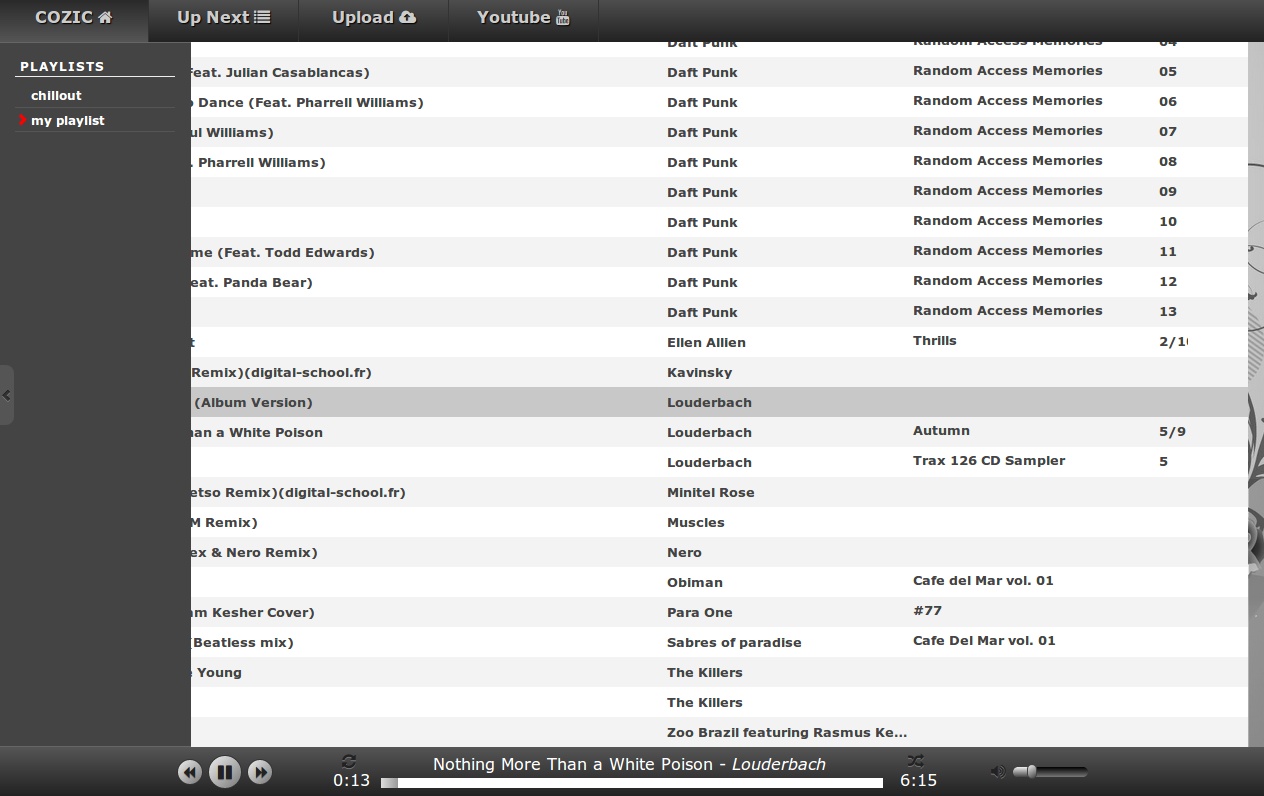 COZIC Up Next Upload Youtube
PLAYLISTS
chillout
my playlist
Daft Punk Random Access Memories 04
Feat. Julian Casablancas) Daft Punk Random Access Memories 05
Dance (Feat. Pharrell Williams) Daft Punk Random Access Memories 06
ul Williams) Daft Punk Random Access Memories 07
. Pharrell Williams) Daft Punk Random Access Memories 08
Daft Punk Random Access Memories 09
Daft Punk Random Access Memories 10
me (Feat. Todd Edwards) Daft Punk Random Access Memories 11
eat. Panda Bear) Daft Punk Random Access Memories 12
Daft Punk Random Access Memories 13
t Ellen Allien Thrills 2/1
Remix)(digital-school.fr) Kavinsky
(Album Version) Louderbach
an a White Poison Louderbach Autumn 5/9
Louderbach Trax 126 CD Sampler 5
etso Remix)(digital-school.fr) Minitel Rose
M Remix) Muscles
ex & Nero Remix) Nero
Obiman Cafe del Mar vol. 01
m Kesher Cover) Para One #77
(Beatless mix) Sabres of paradise Cafe Del Mar vol. 01
Young The Killers
The Killers
Zoo Brazil featuring Rasmus Ke...
Nothing More Than a White Poison - Louderbach
0:13 6:15